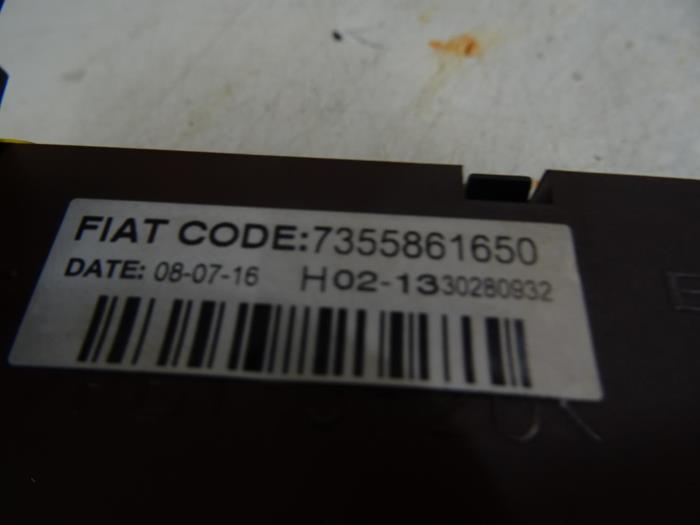 FIAT CODE:7355861650
DATE: 08-07-16 H02-1330280932